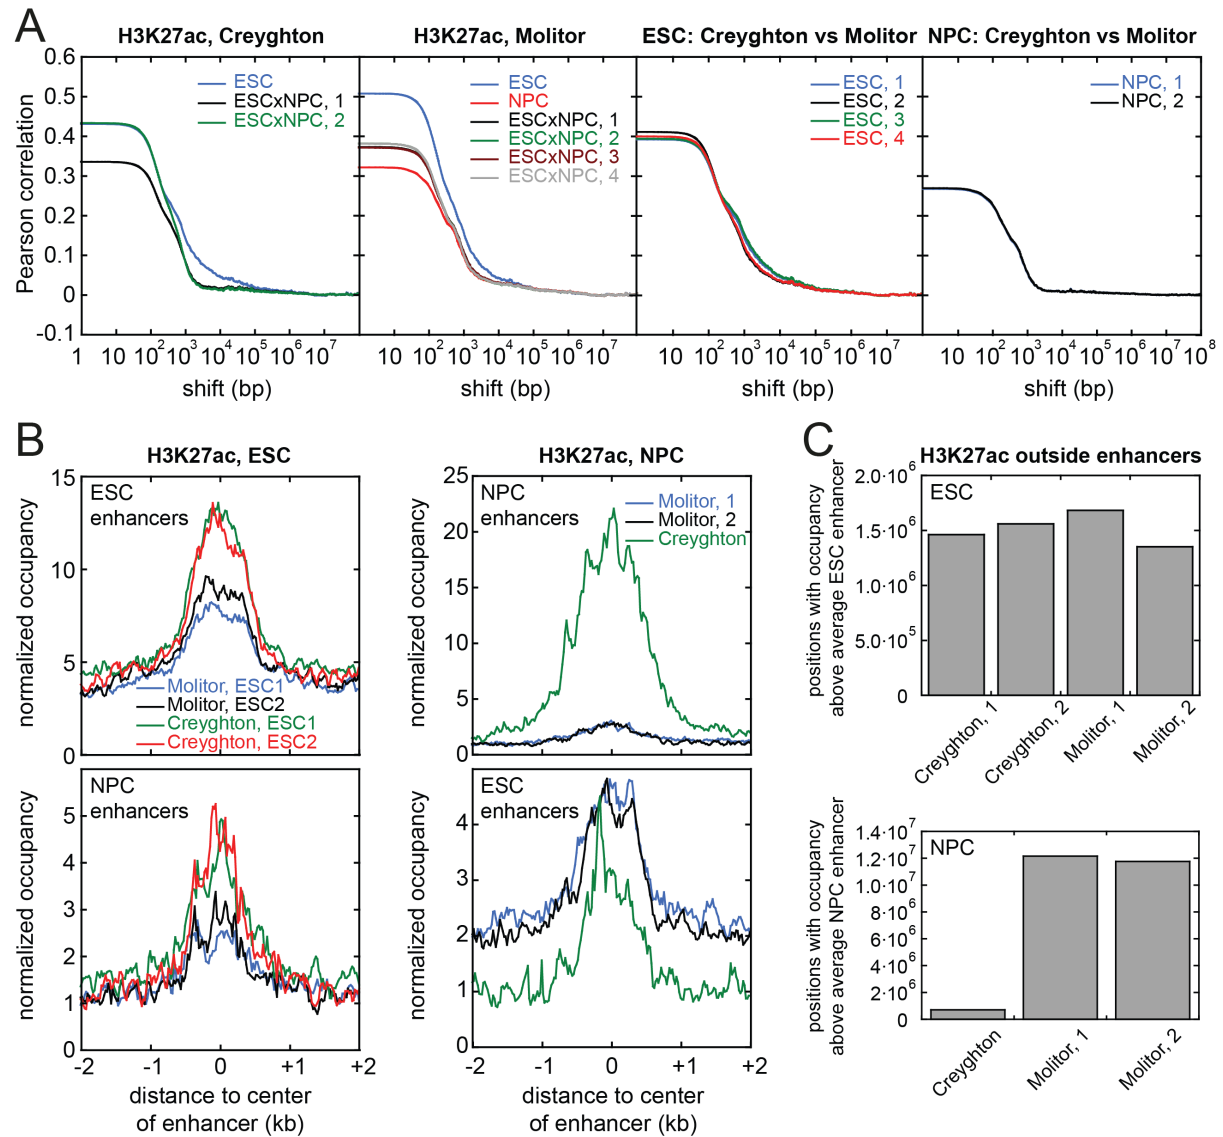 A
H3K27ac, Creyghton
H3K27ac, Molitor
ESC: Creyghton vs Molitor
NPC: Creyghton vs Molitor
Pearson correlation
0.6
0.5
0.4
0.3
0.2
0.1
0
-0.1
ESC
ESCxNPC, 1
ESCxNPC, 2
ESC
NPC
ESCxNPC, 1
ESCxNPC, 2
ESCxNPC, 3
ESCxNPC, 4
ESC, 1
ESC, 2
ESC, 3
ESC, 4
NPC, 1
NPC, 2
1 10 10² 10³ 10⁴ 10⁵ 10⁶ 10⁷
10 10² 10³ 10⁴ 10⁵ 10⁶ 10⁷
10 10² 10³ 10⁴ 10⁵ 10⁶ 10⁷
10 10² 10³ 10⁴ 10⁵ 10⁶ 10⁷ 10⁸
shift (bp)
shift (bp)
shift (bp)
shift (bp)
B
H3K27ac, ESC
normalized occupancy
15
10
5
0
ESC
enhancers
Molitor, ESC1
Molitor, ESC2
Creyghton, ESC1
Creyghton, ESC2
normalized occupancy
5
4
3
2
1
0
NPC
enhancers
-2 -1 0 +1 +2
distance to center
of enhancer (kb)
H3K27ac, NPC
normalized occupancy
25
20
15
10
5
0
NPC
enhancers
Molitor, 1
Molitor, 2
Creyghton
normalized occupancy
4
3
2
1
0
ESC
enhancers
-2 -1 0 +1 +2
distance to center
of enhancer (kb)
C
H3K27ac outside enhancers
positions with occupancy
above average ESC enhancer
2.0·10⁶
1.5·10⁶
1.0·10⁶
5.0·10⁵
0
ESC
Creyghton, 1
Creyghton, 2
Molitor, 1
Molitor, 2
positions with occupancy
above average NPC enhancer
1.4·10⁷
1.2·10⁷
1.0·10⁷
8·10⁶
6·10⁶
4·10⁶
2·10⁶
0
NPC
Creyghton
Molitor, 1
Molitor, 2